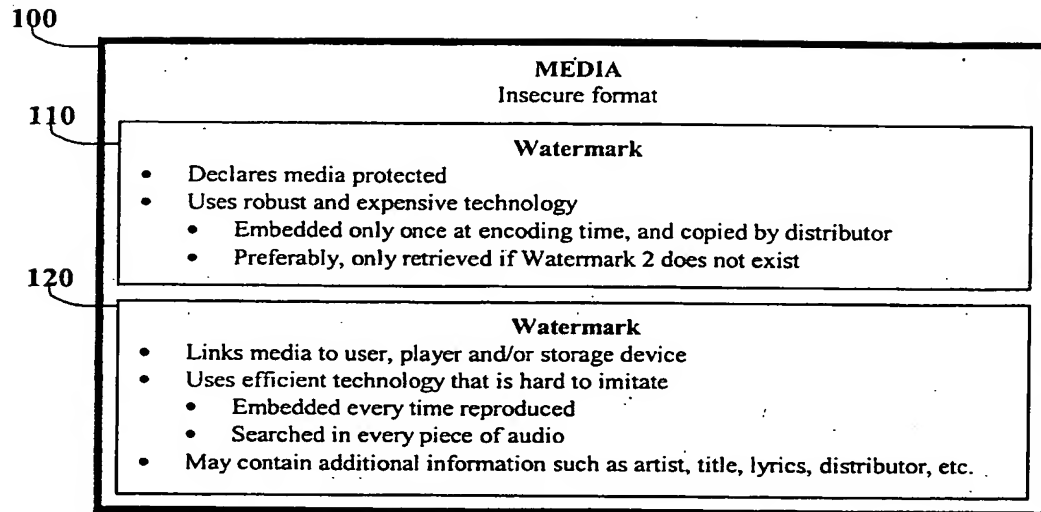 100
MEDIA
Insecure format
110
Watermark
• Declares media protected
• Uses robust and expensive technology
• Embedded only once at encoding time, and copied by distributor
• Preferably, only retrieved if Watermark 2 does not exist
120
Watermark
• Links media to user, player and/or storage device
• Uses efficient technology that is hard to imitate
• Embedded every time reproduced
• Searched in every piece of audio
• May contain additional information such as artist, title, lyrics, distributor, etc.